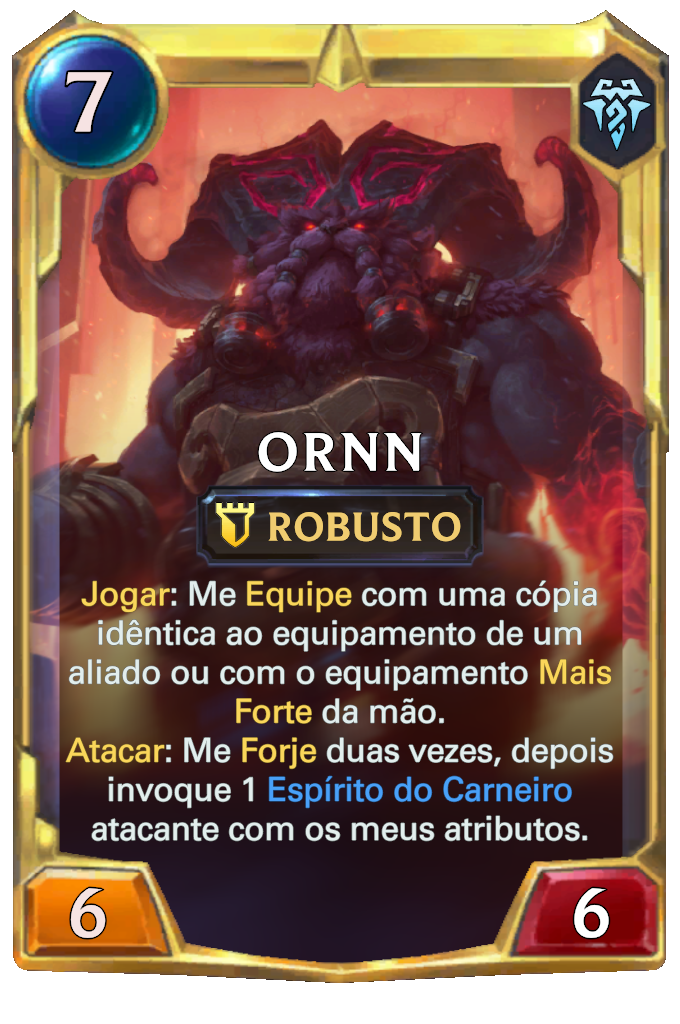 7
ORNN
ROBUSTO
Jogar: Me Equipe com uma cópia
idêntica ao equipamento de um
aliado ou com o equipamento Mais
Forte da mão.
Atacar: Me Forje duas vezes, depois
invoque 1 Espírito do Carneiro
atacante com os meus atributos.
6
6